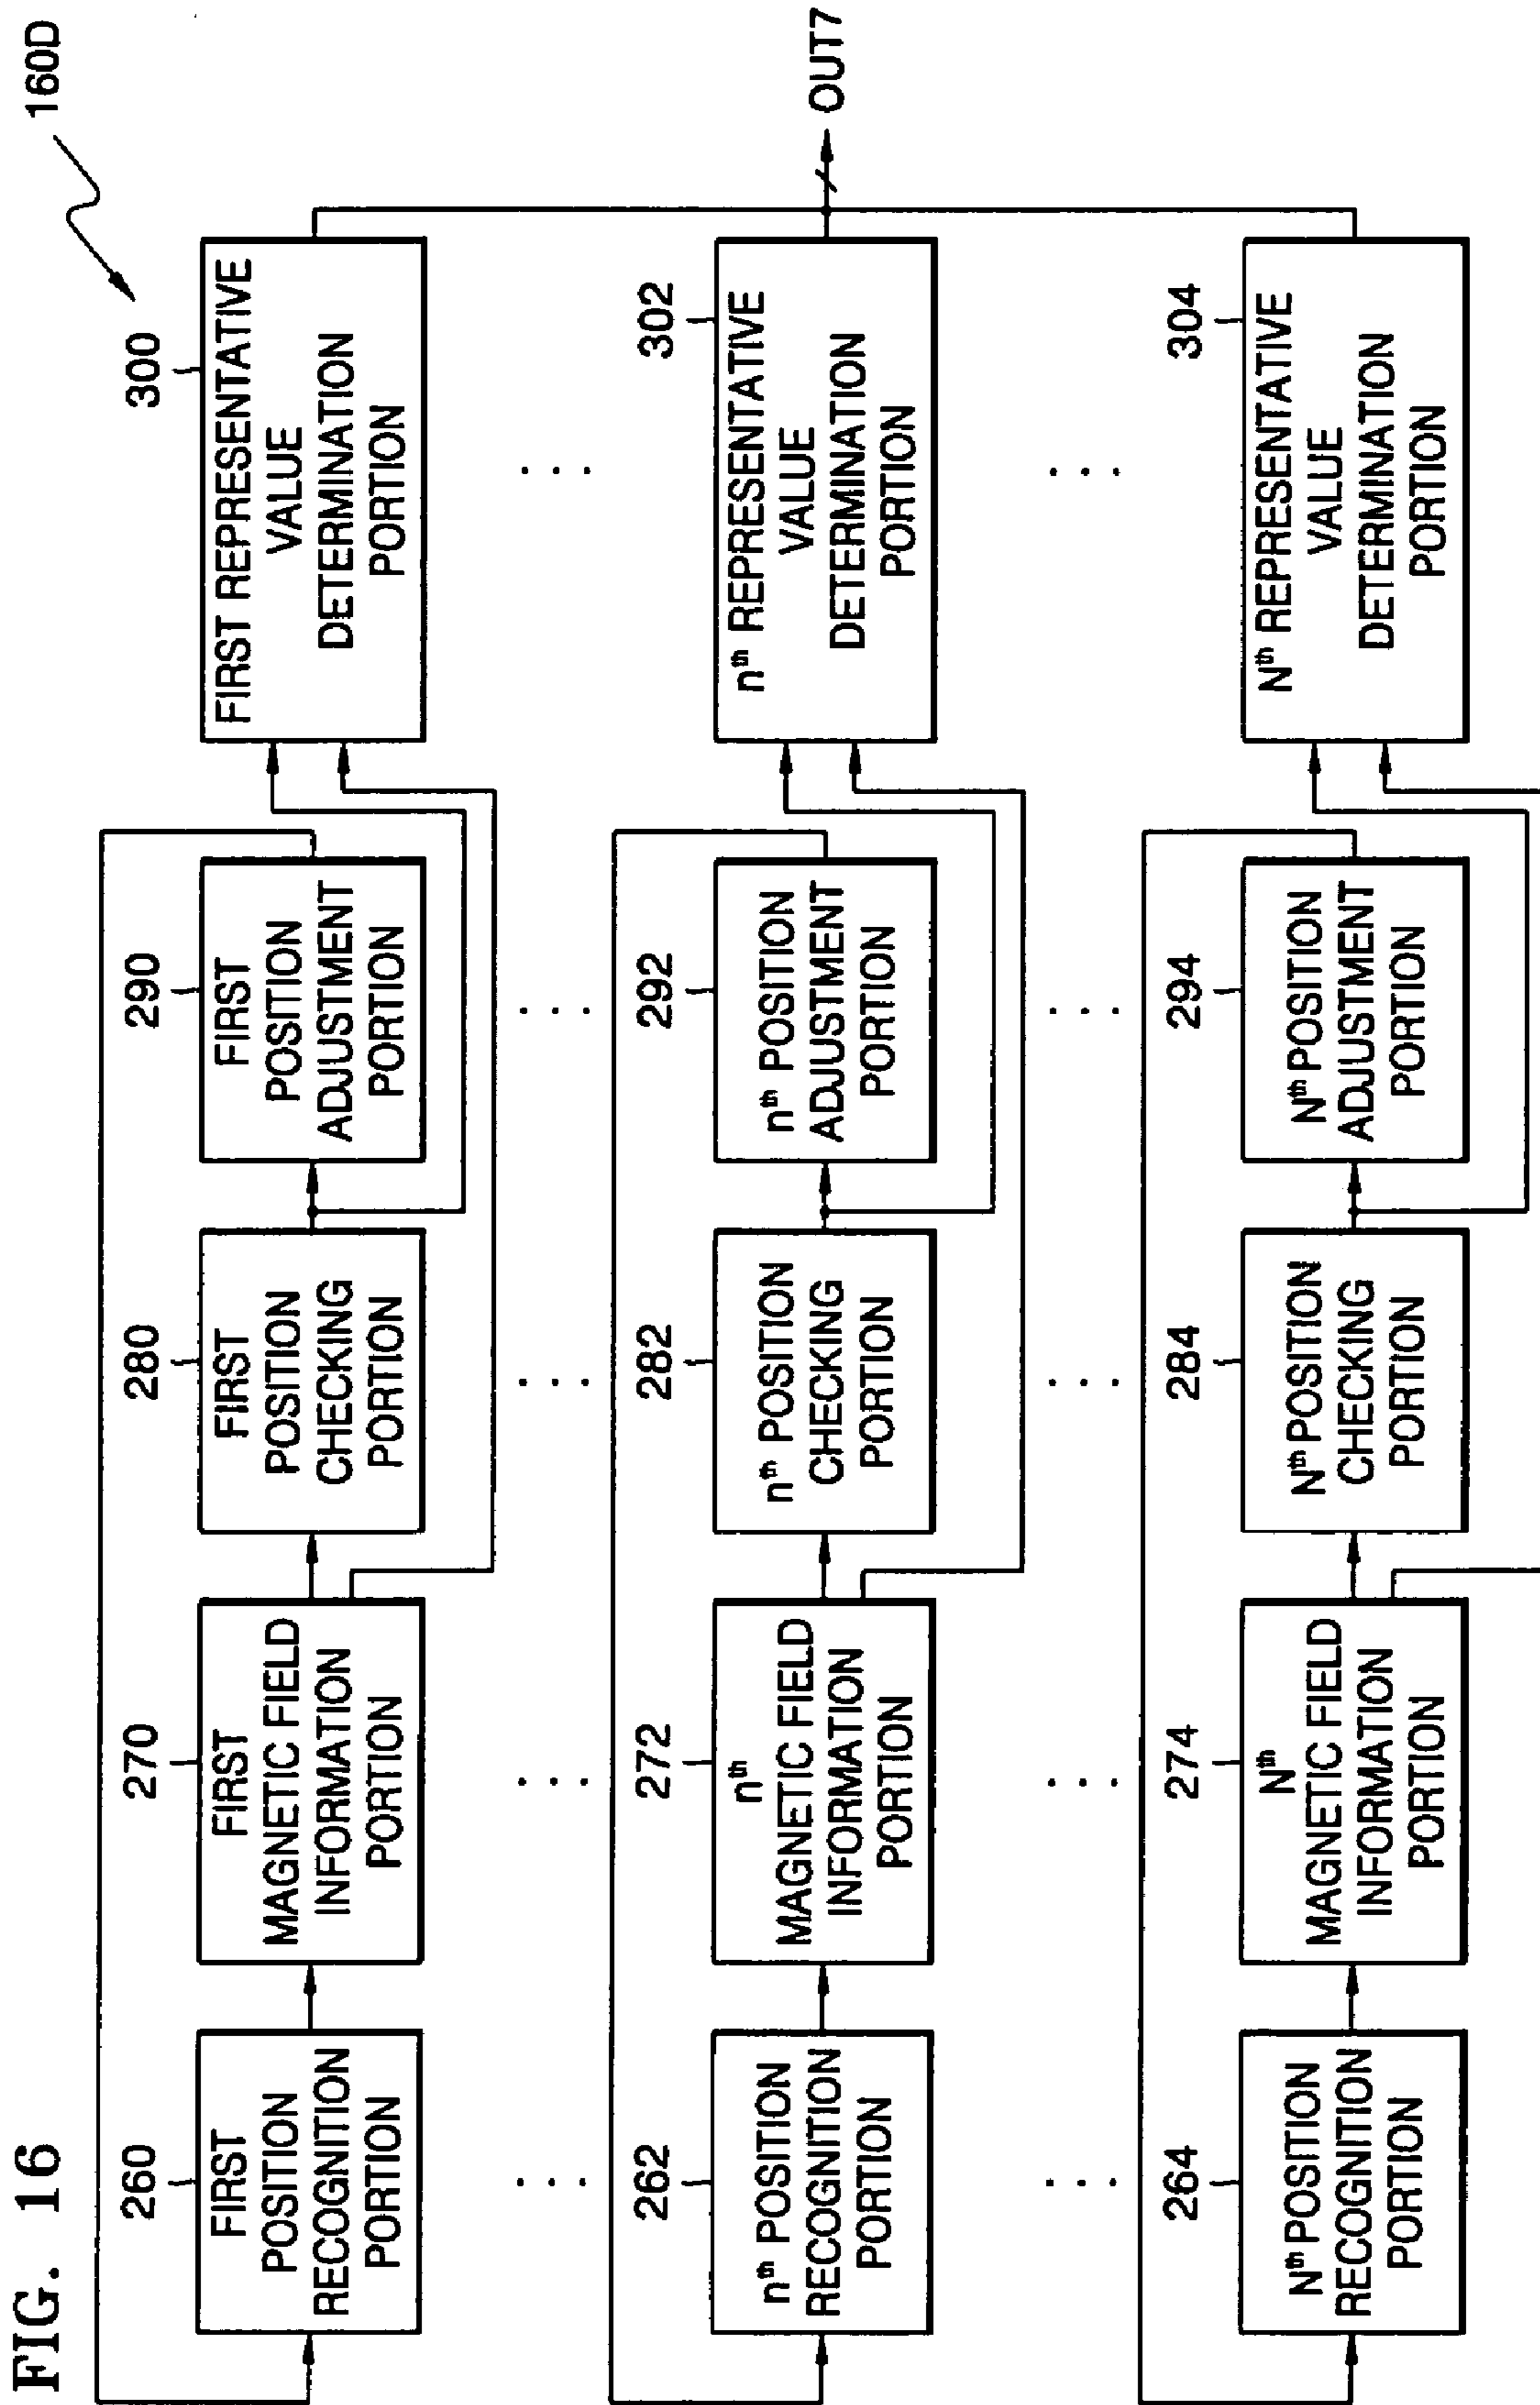 FIG. 16
160D
260
FIRST
POSITION
RECOGNITION
PORTION
270
FIRST
MAGNETIC FIELD
INFORMATION
PORTION
280
FIRST
POSITION
CHECKING
PORTION
290
FIRST
POSITION
ADJUSTMENT
PORTION
300
FIRST REPRESENTATIVE
VALUE
DETERMINATION
PORTION
. . .
. . .
. . .
. . .
. . .
262
nth POSITION
RECOGNITION
PORTION
272
nth
MAGNETIC FIELD
INFORMATION
PORTION
282
nth POSITION
CHECKING
PORTION
292
nth POSITION
ADJUSTMENT
PORTION
302
nth REPRESENTATIVE
VALUE
DETERMINATION
PORTION
OUT7
. . .
. . .
. . .
. . .
. . .
264
Nth POSITION
RECOGNITION
PORTION
274
Nth
MAGNETIC FIELD
INFORMATION
PORTION
284
Nth POSITION
CHECKING
PORTION
294
Nth POSITION
ADJUSTMENT
PORTION
304
Nth REPRESENTATIVE
VALUE
DETERMINATION
PORTION